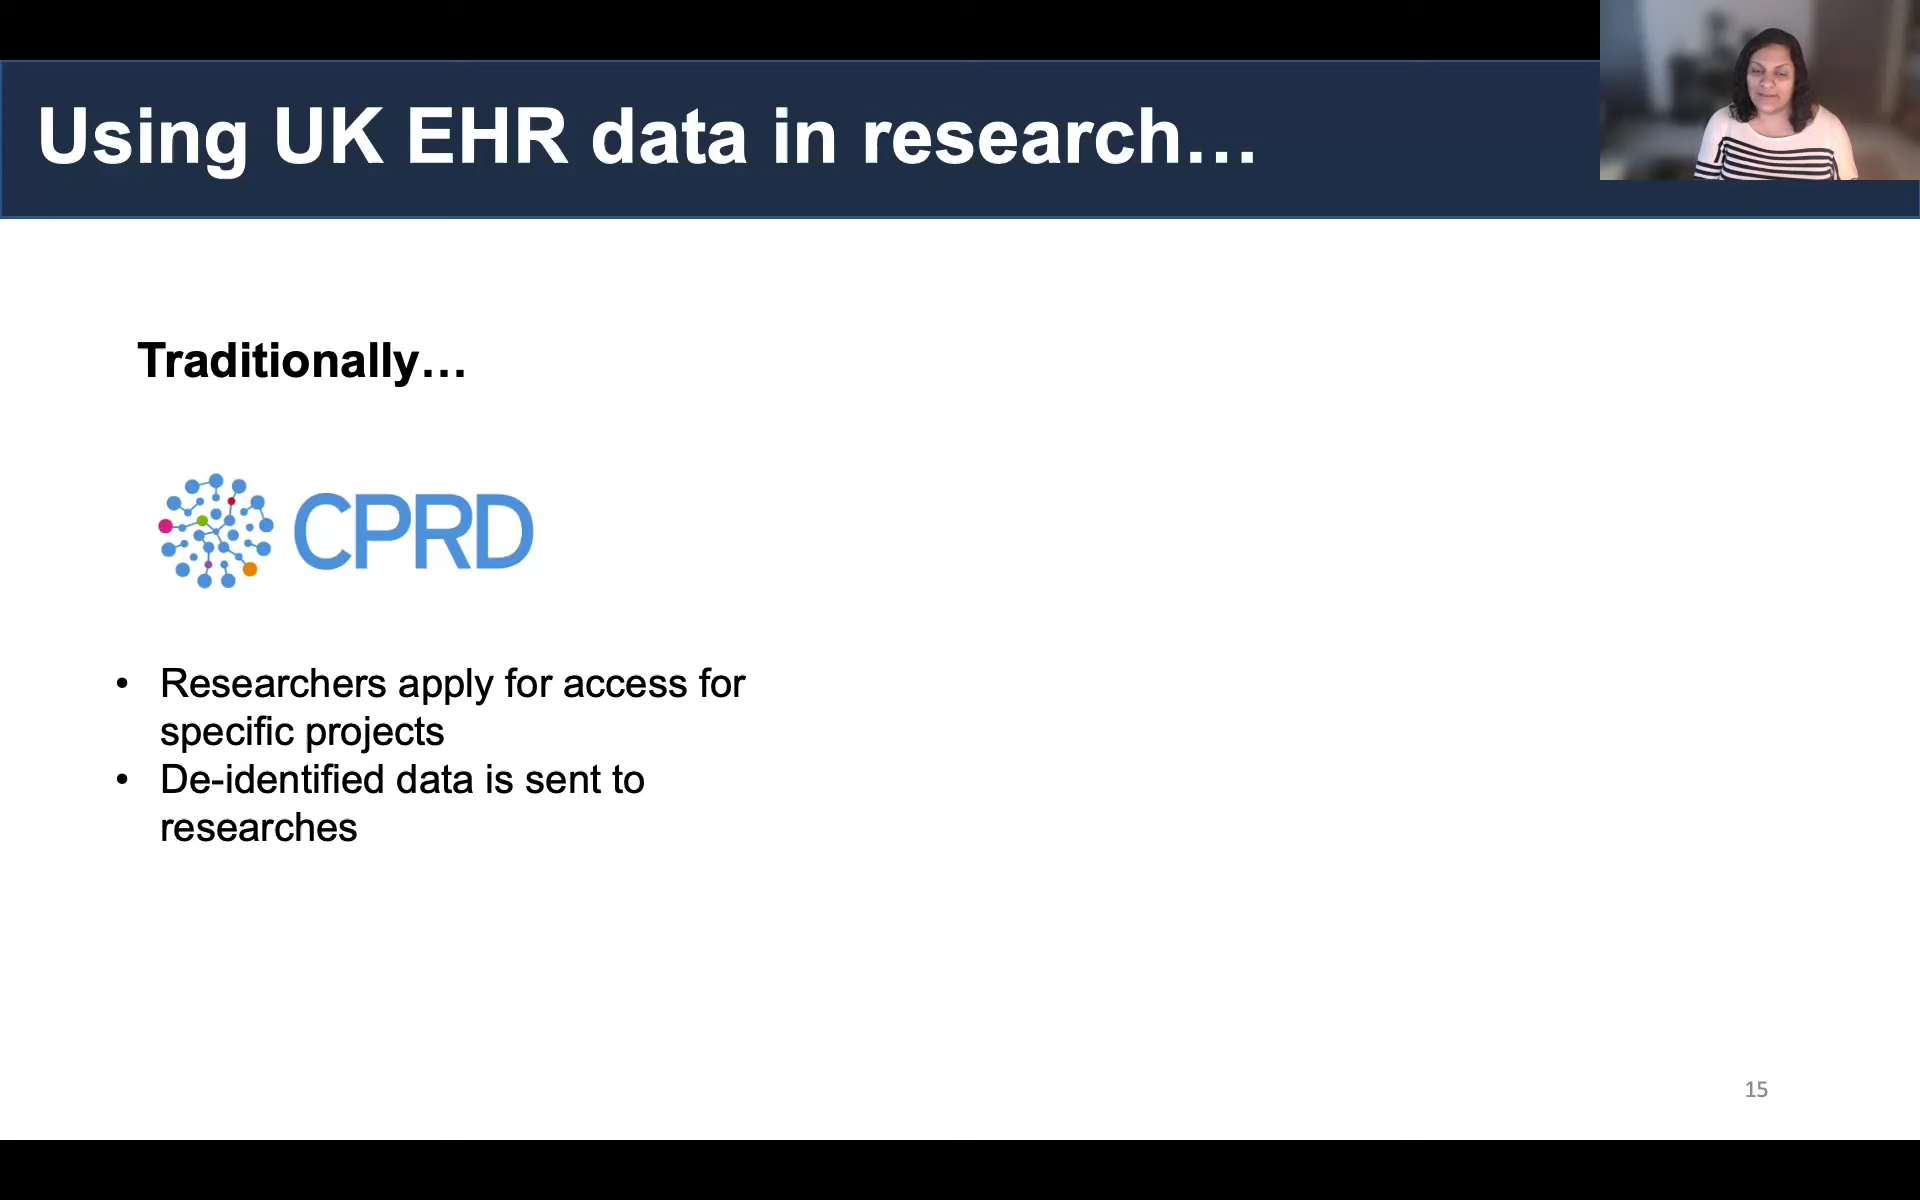 Using UK EHR data in research…
Traditionally…
CPRD
• Researchers apply for access for
specific projects
• De-identified data is sent to
researches
15